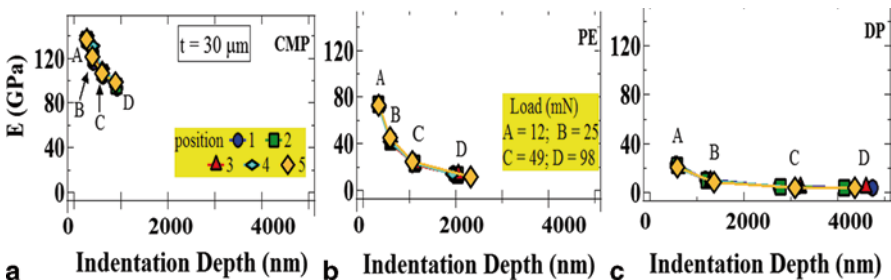 E (GPa)
120
80
40
0
t = 30 μm
CMP
A
B
C
D
position 1 2
3 4 5
0 2000 4000
a Indentation Depth (nm)
120
80
40
0
PE
A
B
C
D
Load (mN)
A = 12; B = 25
C = 49; D = 98
0 2000 4000
b Indentation Depth (nm)
120
80
40
0
DP
A
B
C
D
0 2000 4000
c Indentation Depth (nm)